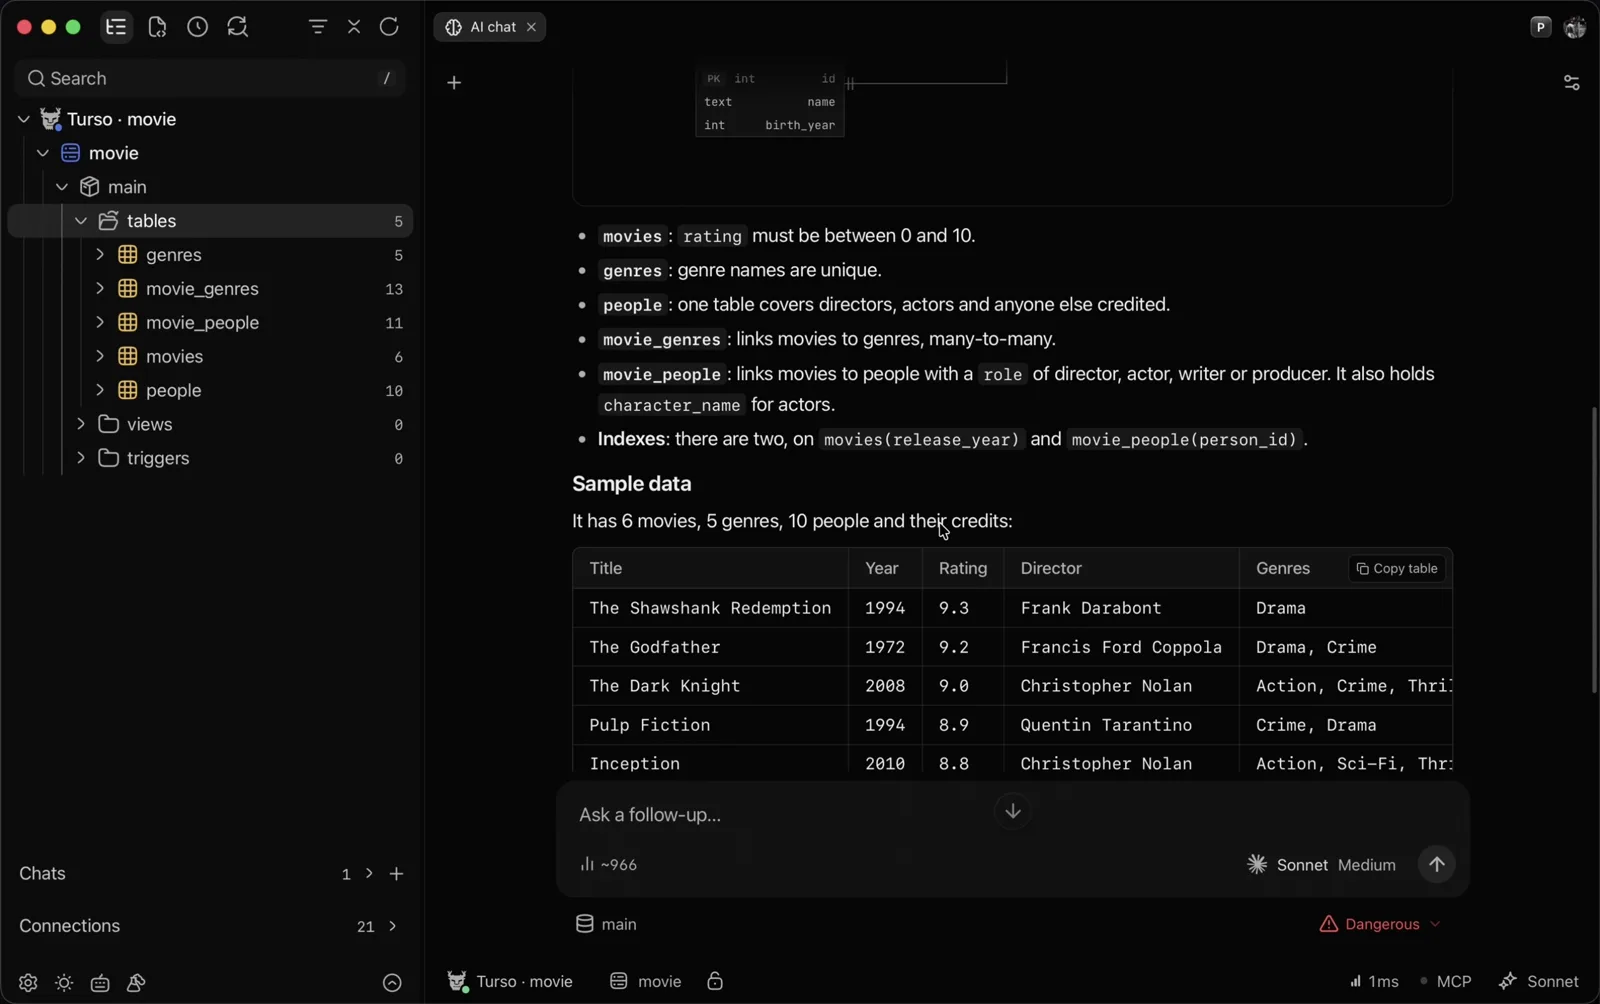 AI chat
P
Search
/
Turso · movie
movie
main
tables 5
genres 5
movie_genres 13
movie_people 11
movies 6
people 10
views 0
triggers 0
Chats 1
Connections 21
PK int id
text name
int birth_year
movies: rating must be between 0 and 10.
genres: genre names are unique.
people: one table covers directors, actors and anyone else credited.
movie_genres: links movies to genres, many-to-many.
movie_people: links movies to people with a role of director, actor, writer or producer. It also holds
character_name for actors.
Indexes: there are two, on movies(release_year) and movie_people(person_id).
Sample data
It has 6 movies, 5 genres, 10 people and their credits:
Title Year Rating Director Genres Copy table
The Shawshank Redemption 1994 9.3 Frank Darabont Drama
The Godfather 1972 9.2 Francis Ford Coppola Drama, Crime
The Dark Knight 2008 9.0 Christopher Nolan Action, Crime,
Pulp Fiction 1994 8.9 Quentin Tarantino Crime, Drama
Inception 2010 8.8 Christopher Nolan Action, Sci-Fi,
Ask a follow-up...
~966 Sonnet Medium
main Dangerous
Turso · movie movie 1ms MCP Sonnet